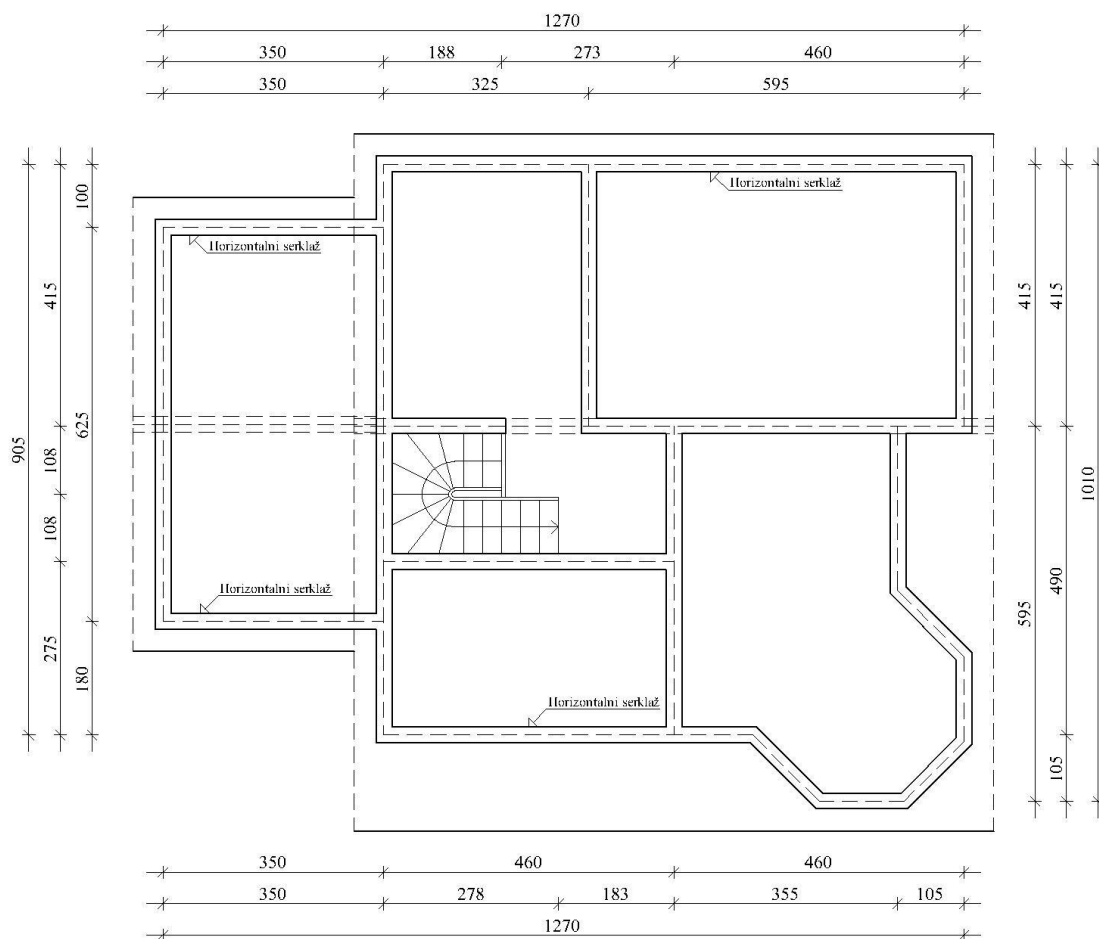 1270
350 188 273 460
350 325 595
100
415
625
905
108
108
275
180
Horizontalni serklaž
Horizontalni serklaž
Horizontalni serklaž
Horizontalni serklaž
415
415
595
490
1010
105
350 460 460
350 278 183 355 105
1270